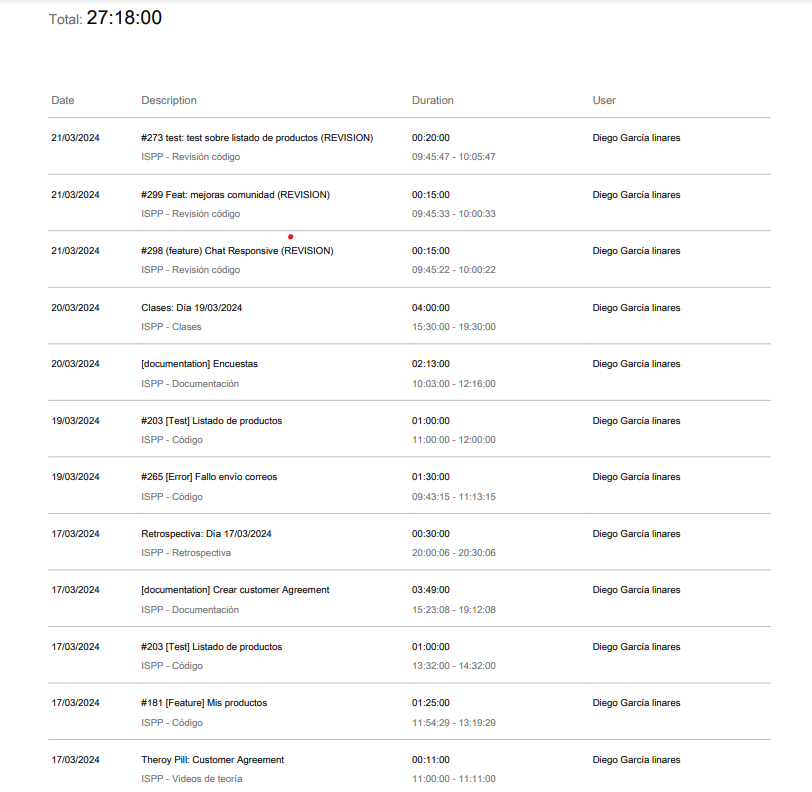 Total: 27:18:00
Date Description Duration User
21/03/2024 #273 test: test sobre listado de productos (REVISION) 00:20:00 Diego García linares
ISPP - Revisión código 09:45:47 - 10:05:47
21/03/2024 #299 Feat: mejoras comunidad (REVISION) 00:15:00 Diego García linares
ISPP - Revisión código 09:45:33 - 10:00:33
21/03/2024 #298 (feature) Chat Responsive (REVISION) 00:15:00 Diego García linares
ISPP - Revisión código 09:45:22 - 10:00:22
20/03/2024 Clases: Día 19/03/2024 04:00:00 Diego García linares
ISPP - Clases 15:30:00 - 19:30:00
20/03/2024 [documentation] Encuestas 02:13:00 Diego García linares
ISPP - Documentación 10:03:00 - 12:16:00
19/03/2024 #203 [Test] Listado de productos 01:00:00 Diego García linares
ISPP - Código 11:00:00 - 12:00:00
19/03/2024 #265 [Error] Fallo envío correos 01:30:00 Diego García linares
ISPP - Código 09:43:15 - 11:13:15
17/03/2024 Retrospectiva: Día 17/03/2024 00:30:00 Diego García linares
ISPP - Retrospectiva 20:00:06 - 20:30:06
17/03/2024 [documentation] Crear customer Agreement 03:49:00 Diego García linares
ISPP - Documentación 15:23:08 - 19:12:08
17/03/2024 #203 [Test] Listado de productos 01:00:00 Diego García linares
ISPP - Código 13:32:00 - 14:32:00
17/03/2024 #181 [Feature] Mis productos 01:25:00 Diego García linares
ISPP - Código 11:54:29 - 13:19:29
17/03/2024 Theroy Pill: Customer Agreement 00:11:00 Diego García linares
ISPP - Videos de teoría 11:00:00 - 11:11:00